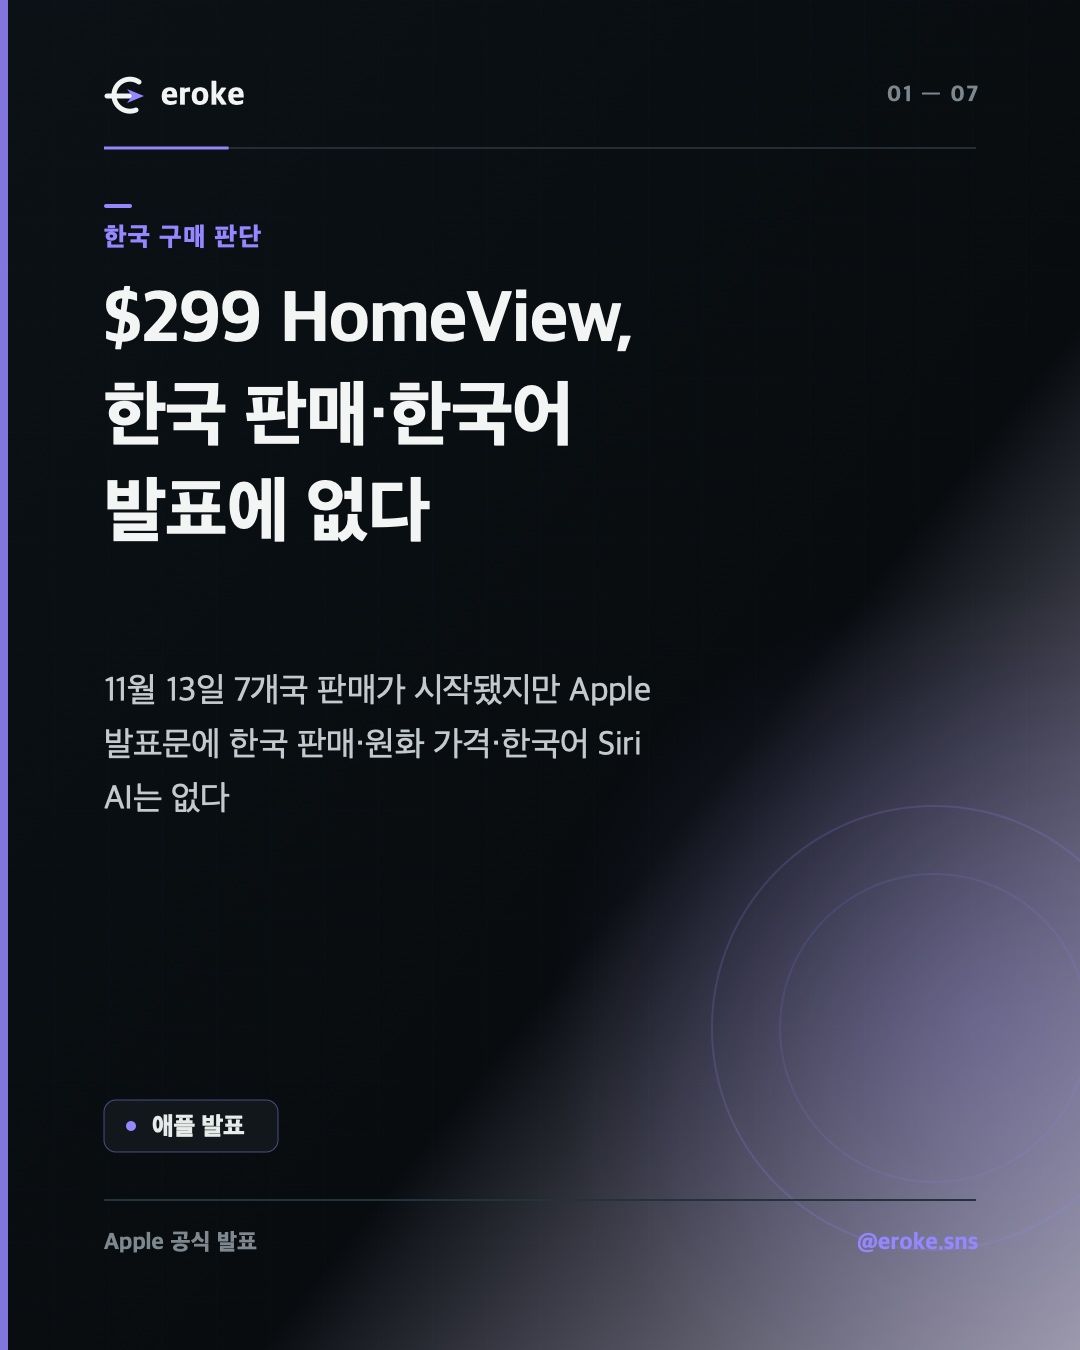 eroke
01 — 07
한국 구매 판단
$299 HomeView,
한국 판매·한국어
발표에 없다
11월 13일 7개국 판매가 시작됐지만 Apple
발표문에 한국 판매·원화 가격·한국어 Siri
AI는 없다
애플 발표
Apple 공식 발표
@eroke.sns